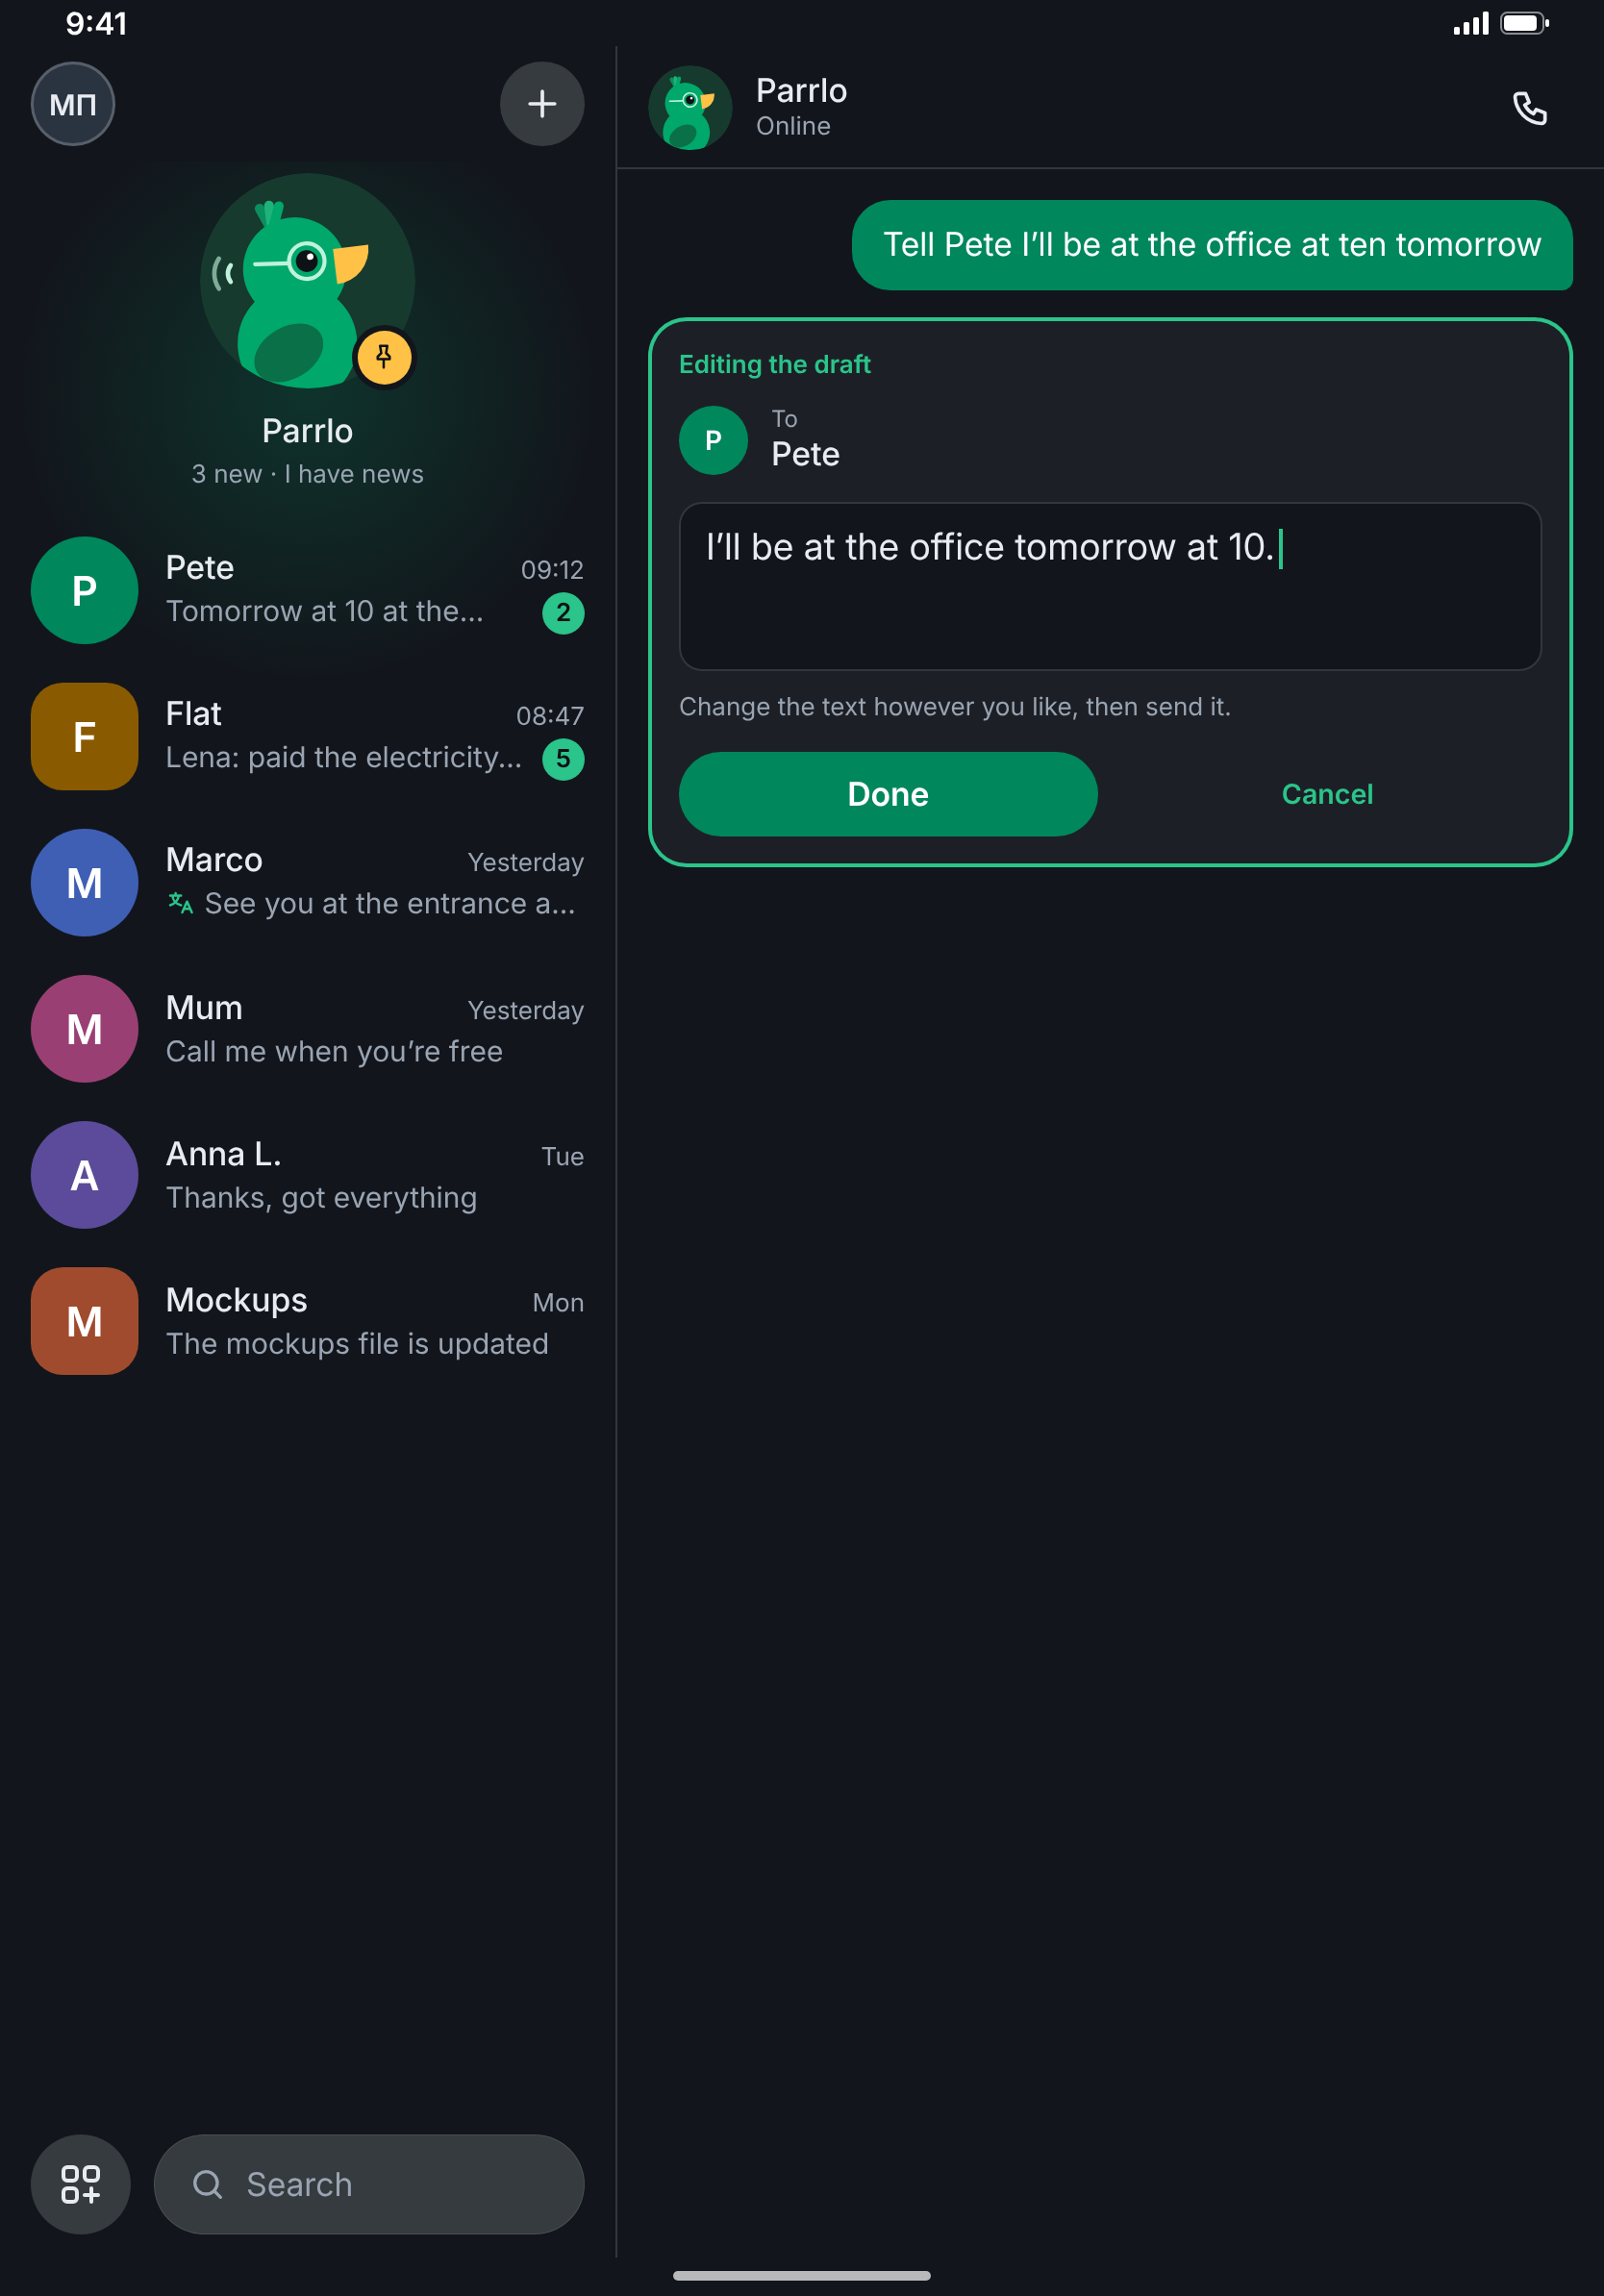 9:41
МП
Parrlo
3 new · I have news
Pete
09:12
Tomorrow at 10 at the...
2
P
Flat
08:47
Lena: paid the electricity...
5
F
Marco
Yesterday
See you at the entrance a...
M
Mum
Yesterday
Call me when you’re free
M
Anna L.
Tue
Thanks, got everything
A
Mockups
Mon
The mockups file is updated
M
Search
Parrlo
Online
Tell Pete I’ll be at the office at ten tomorrow
Editing the draft
P
To
Pete
I’ll be at the office tomorrow at 10.
Change the text however you like, then send it.
Done
Cancel